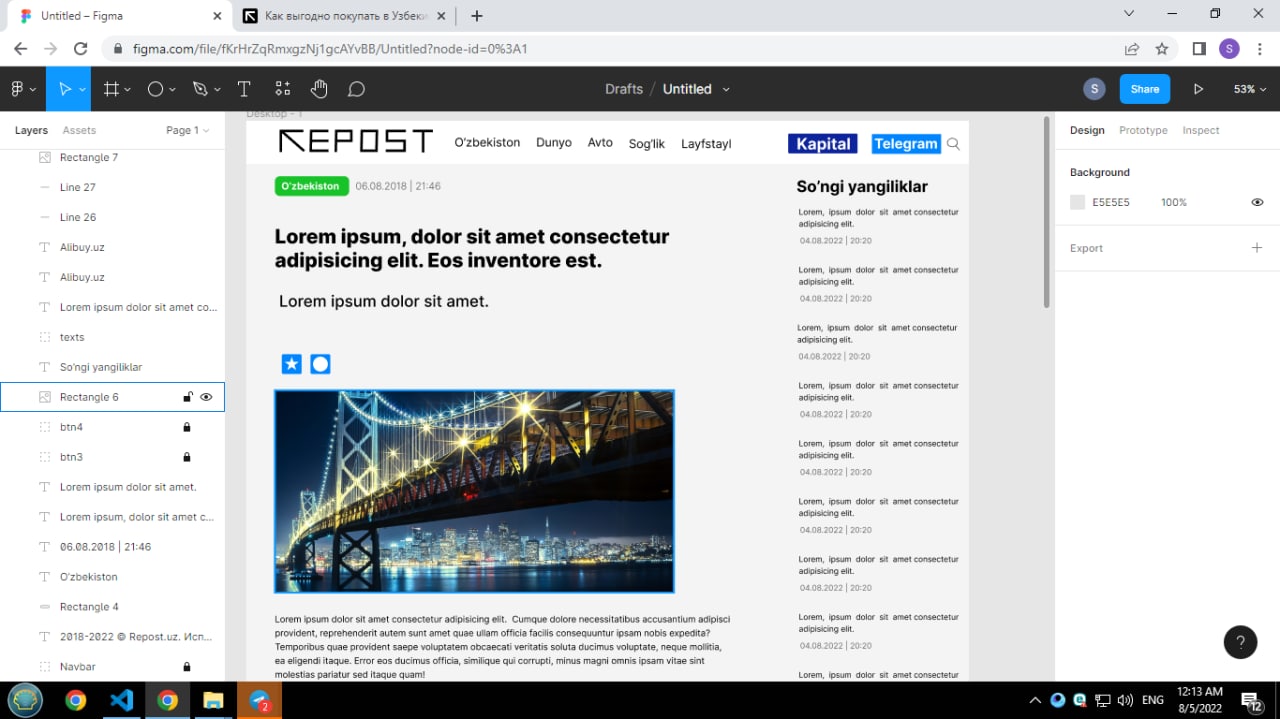 Untitled – Figma
Как выгодно покупать в Узбеки
figma.com/file/fKrHrZqRmxgzNj1gcAYvBB/Untitled?node-id=0%3A1
S
Drafts / Untitled
S
Share
53%
Layers
Assets
Page 1
Rectangle 7
Line 27
Line 26
Alibuy.uz
Alibuy.uz
Lorem ipsum dolor sit amet co...
texts
So'ngi yangiliklar
Rectangle 6
btn4
btn3
Lorem ipsum dolor sit amet.
Lorem ipsum, dolor sit amet c...
06.08.2018 | 21:46
O'zbekiston
Rectangle 4
2018-2022 © Repost.uz. Исп...
Navbar
Desktop - 1
REPOST
O'zbekiston
Dunyo
Avto
Sog'lik
Layfstayl
Kapital
Telegram
O'zbekiston
06.08.2018 | 21:46
Lorem ipsum, dolor sit amet consectetur
adipisicing elit. Eos inventore est.
Lorem ipsum dolor sit amet.
Lorem ipsum dolor sit amet consectetur adipisicing elit. Cumque dolore necessitatibus accusantium adipisci
provident, reprehenderit autem sunt amet quae ullam officia facilis consequuntur ipsam nobis expedita?
Temporibus quae provident saepe voluptatem obcaecati veritatis soluta ducimus voluptate, neque mollitia,
ea eligendi itaque. Error eos ducimus officia, similique qui corrupti, minus magni omnis ipsam vitae sint
molestias pariatur sed itaque quam!
So'ngi yangiliklar
Lorem, ipsum dolor sit amet consectetur
adipisicing elit.
04.08.2022 | 20:20
Lorem, ipsum dolor sit amet consectetur
adipisicing elit.
04.08.2022 | 20:20
Lorem, ipsum dolor sit amet consectetur
adipisicing elit.
04.08.2022 | 20:20
Lorem, ipsum dolor sit amet consectetur
adipisicing elit.
04.08.2022 | 20:20
Lorem, ipsum dolor sit amet consectetur
adipisicing elit.
04.08.2022 | 20:20
Lorem, ipsum dolor sit amet consectetur
adipisicing elit.
04.08.2022 | 20:20
Lorem, ipsum dolor sit amet consectetur
adipisicing elit.
04.08.2022 | 20:20
Lorem, ipsum dolor sit amet consectetur
adipisicing elit.
04.08.2022 | 20:20
Lorem, ipsum dolor sit amet consectetur
Design
Prototype
Inspect
Background
E5E5E5
100%
Export
?
2
ENG
12:13 AM
8/5/2022
12